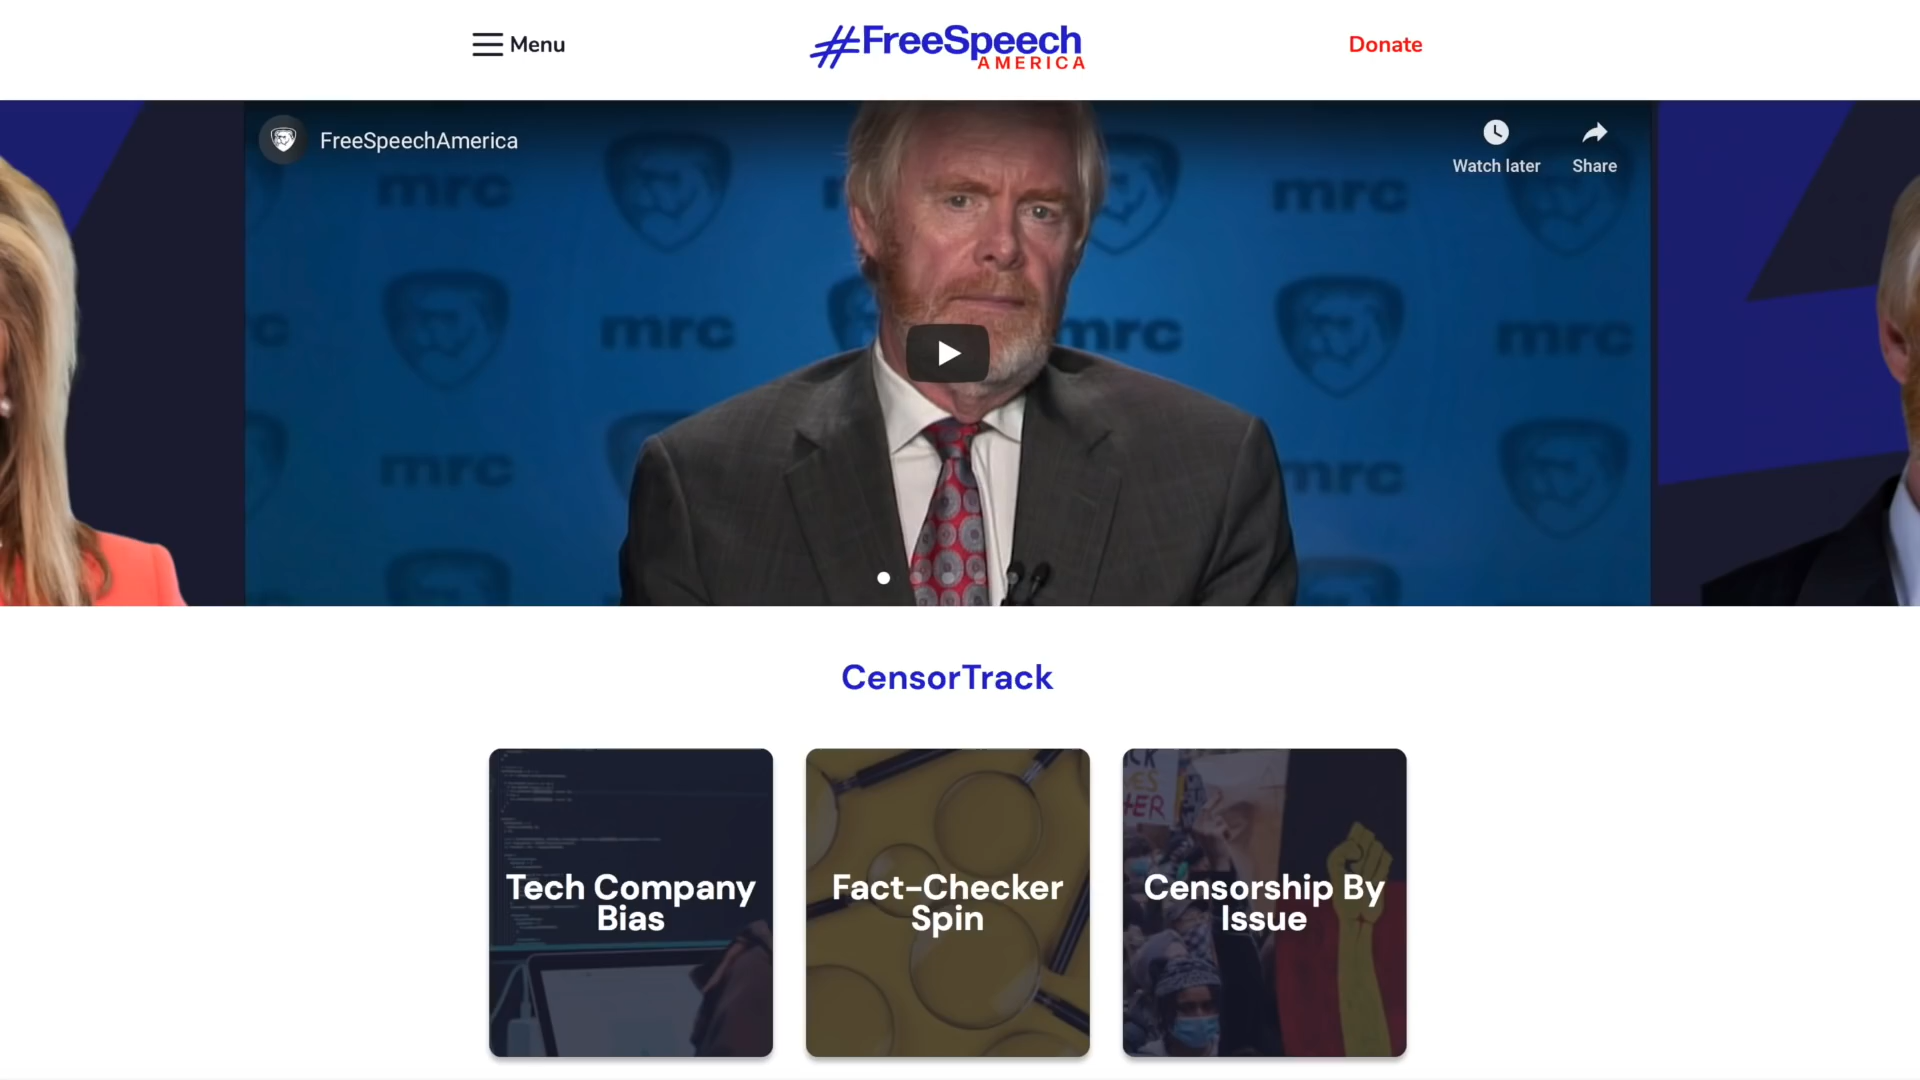 Menu
#FreeSpeech
AMERICA
Donate
FreeSpeechAmerica
Watch later
Share
mrc
mrc
mrc
mrc
mrc
mrc
mrc
CensorTrack
Tech Company
Bias
Fact-Checker
Spin
Censorship By
Issue